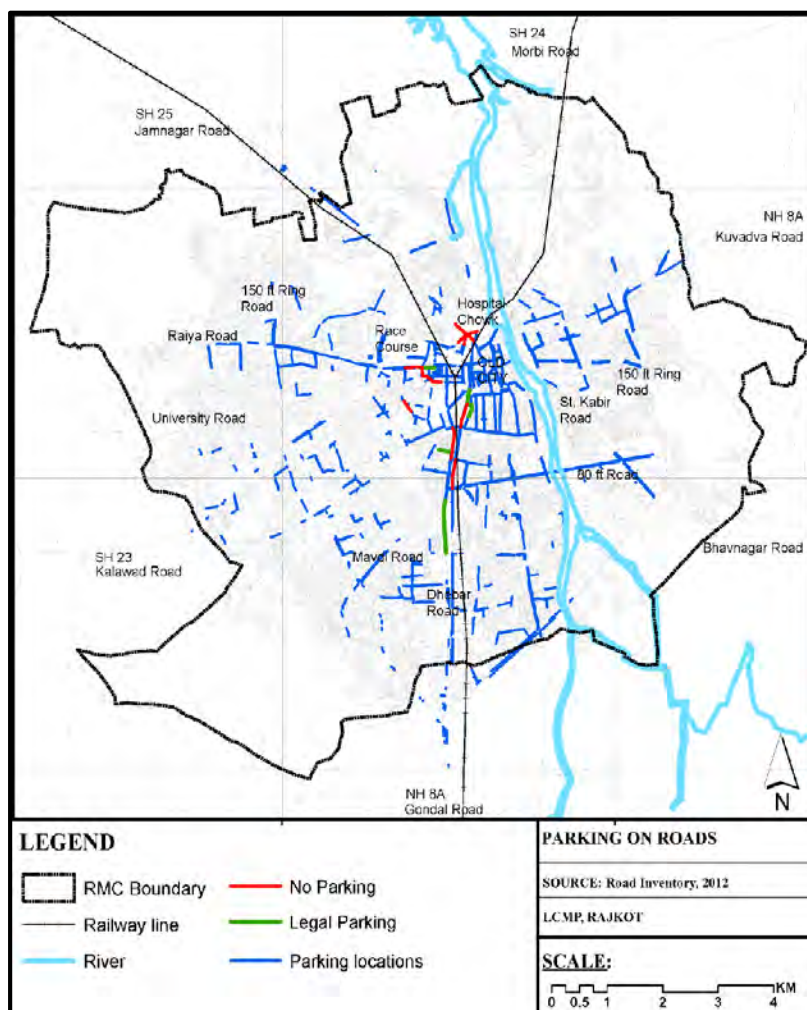 SH 24
Morbi Road
SH 25
Jamnagar Road
NH 8A
Kuvadva Road
150 ft Ring
Road
Hospital
Chowk
Raiya Road
Race
Course
OLD
CITY
150 ft Ring
Road
St. Kabir
Road
University Road
80 ft Road
SH 23
Kalawad Road
Mavdi Road
Bhavnagar Road
Dhebar
Road
NH 8A
Gondal Road
N
LEGEND
RMC Boundary
Railway line
River
No Parking
Legal Parking
Parking locations
PARKING ON ROADS
SOURCE: Road Inventory, 2012
LCMP, RAJKOT
SCALE:
KM
0 0.5 1 2 3 4